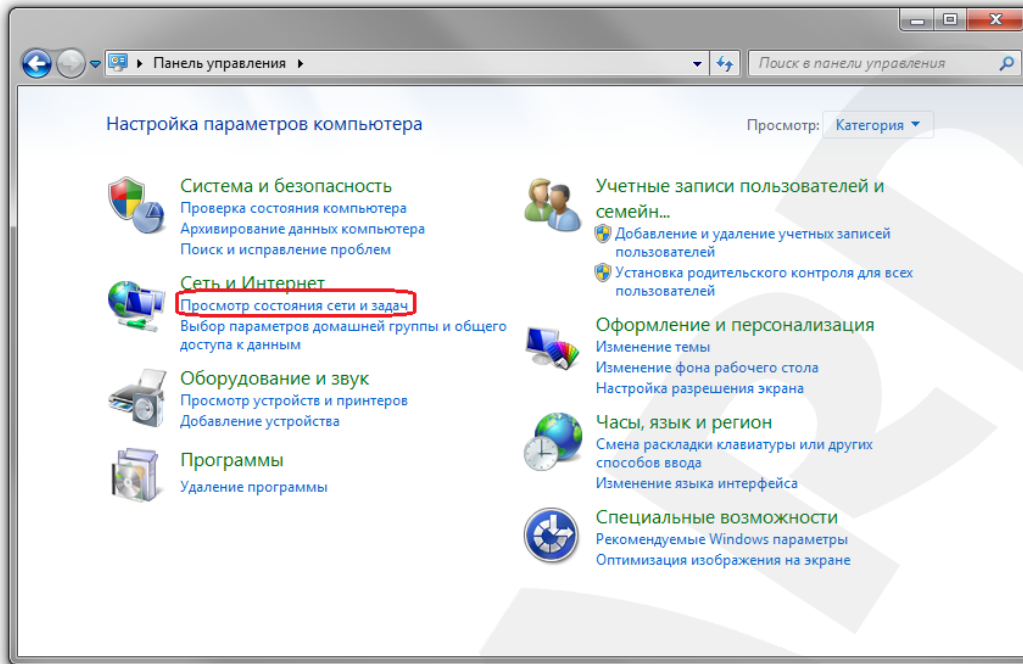 Панель управления
Поиск в панели управления
Настройка параметров компьютера
Просмотр: Категория
Система и безопасность
Проверка состояния компьютера
Архивирование данных компьютера
Поиск и исправление проблем
Сеть и Интернет
Просмотр состояния сети и задач
Выбор параметров домашней группы и общего
доступа к данным
Оборудование и звук
Просмотр устройств и принтеров
Добавление устройства
Программы
Удаление программы
Учетные записи пользователей и
семейн...
Добавление и удаление учетных записей
пользователей
Установка родительского контроля для всех
пользователей
Оформление и персонализация
Изменение темы
Изменение фона рабочего стола
Настройка разрешения экрана
Часы, язык и регион
Смена раскладки клавиатуры или других
способов ввода
Изменение языка интерфейса
Специальные возможности
Рекомендуемые Windows параметры
Оптимизация изображения на экране